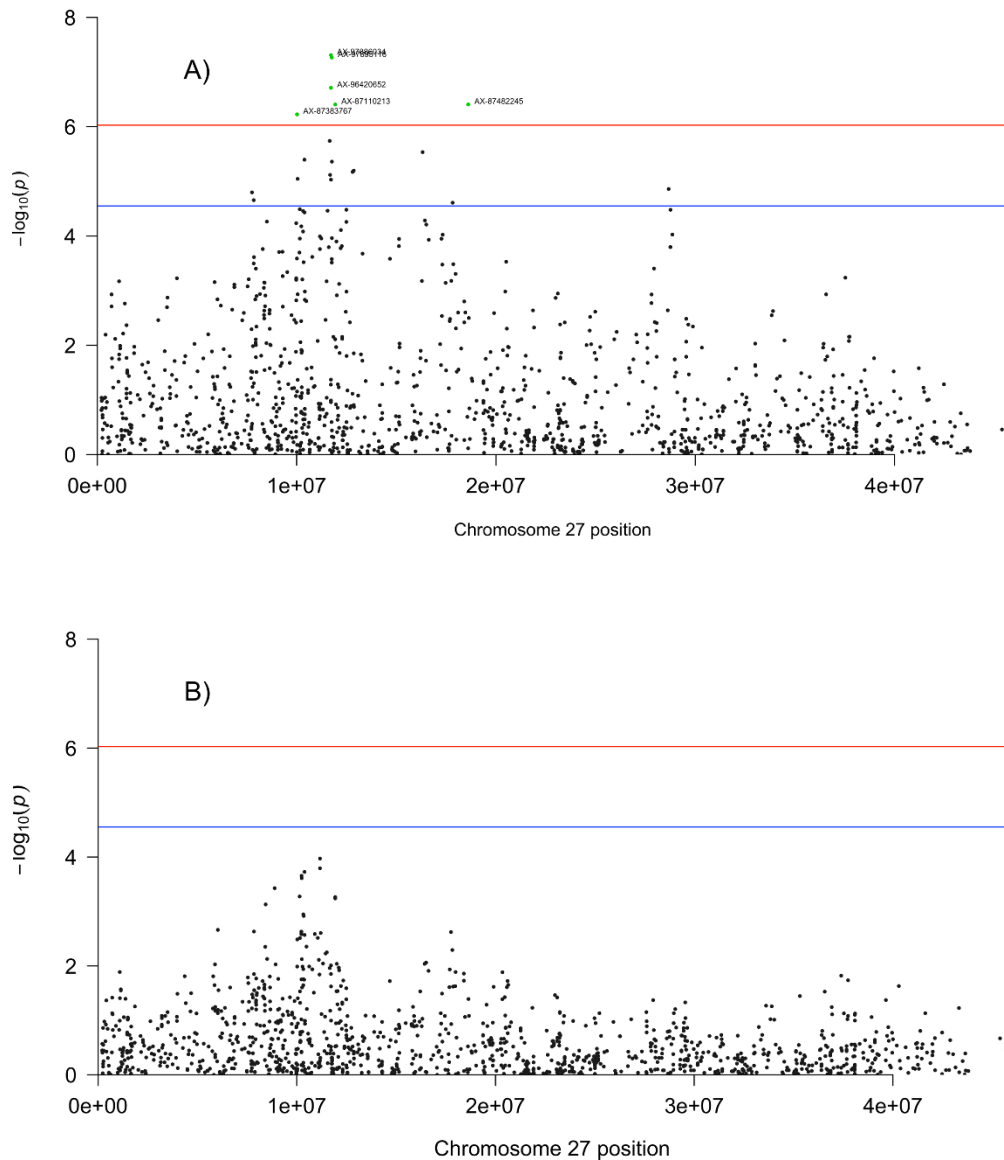 8
A)
AX-96420652
AX-87110213
AX-87482245
AX-87383767
6
−log10(p)
4
2
0
0e+00
1e+07
2e+07
3e+07
4e+07
Chromosome 27 position
8
B)
6
−log10(p)
4
2
0
0e+00
1e+07
2e+07
3e+07
4e+07
Chromosome 27 position